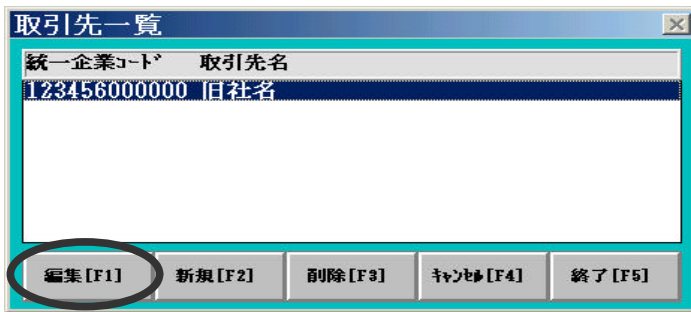 取引先一覧
統一企業ｺｰﾄﾞ 取引先名
123456000000 旧社名
編集[F1] 新規[F2] 削除[F3] ｷｬﾝｾﾙ[F4] 終了[F5]